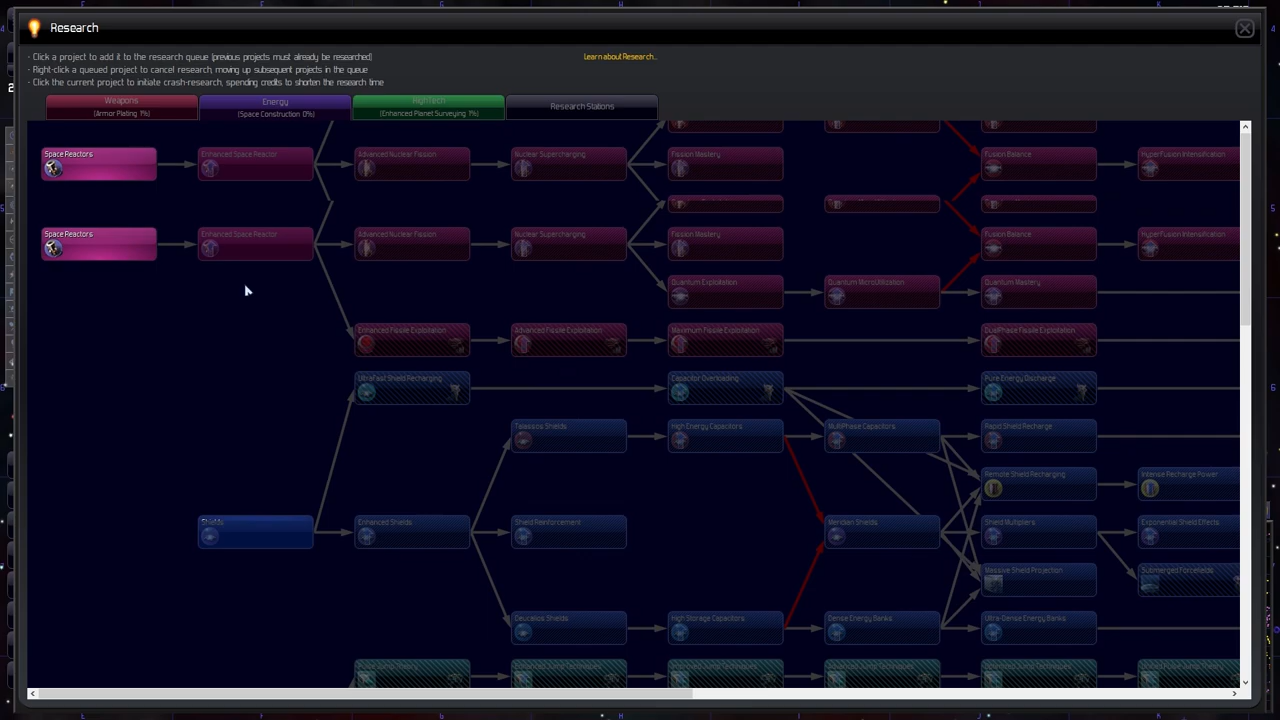 Research
- Click a project to add it to the research queue (previous projects must already be researched)
- Right-click a queued project to cancel research, moving up subsequent projects in the queue
- Click the current project to initiate crash-research, spending credits to shorten the research time
Learn about Research...
Weapons
(Armor Plating 1%)
Energy
(Space Construction 0%)
HighTech
(Enhanced Planet Surveying 1%)
Research Stations
Space Reactors
Enhanced Space Reactor
Advanced Nuclear Fission
Nuclear Supercharging
Fission Mastery
Fusion Balance
HyperFusion Intensification
Space Reactors
Enhanced Space Reactor
Advanced Nuclear Fission
Nuclear Supercharging
Fission Mastery
Fusion Balance
HyperFusion Intensification
Quantum Exploitation
Quantum MicroUtilization
Quantum Mastery
Enhanced Fissile Exploitation
Advanced Fissile Exploitation
Maximum Fissile Exploitation
DualPhase Fissile Exploitation
UltraFast Shield Recharging
Capacitor Overloading
Pure Energy Discharge
Talassos Shields
High Energy Capacitors
MultiPhase Capacitors
Rapid Shield Recharge
Remote Shield Recharging
Intense Recharge Power
Shields
Enhanced Shields
Shield Reinforcement
Meridian Shields
Shield Multipliers
Exponential Shield Effects
Massive Shield Projection
Submerged Forcefields
Deucalios Shields
High Storage Capacitors
Dense Energy Banks
Ultra-Dense Energy Banks